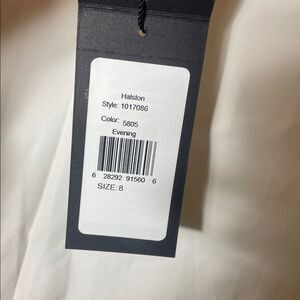 Halston
Style: 1017086
Color: 5805
Evening
6 28292 91560 6
SIZE: 8